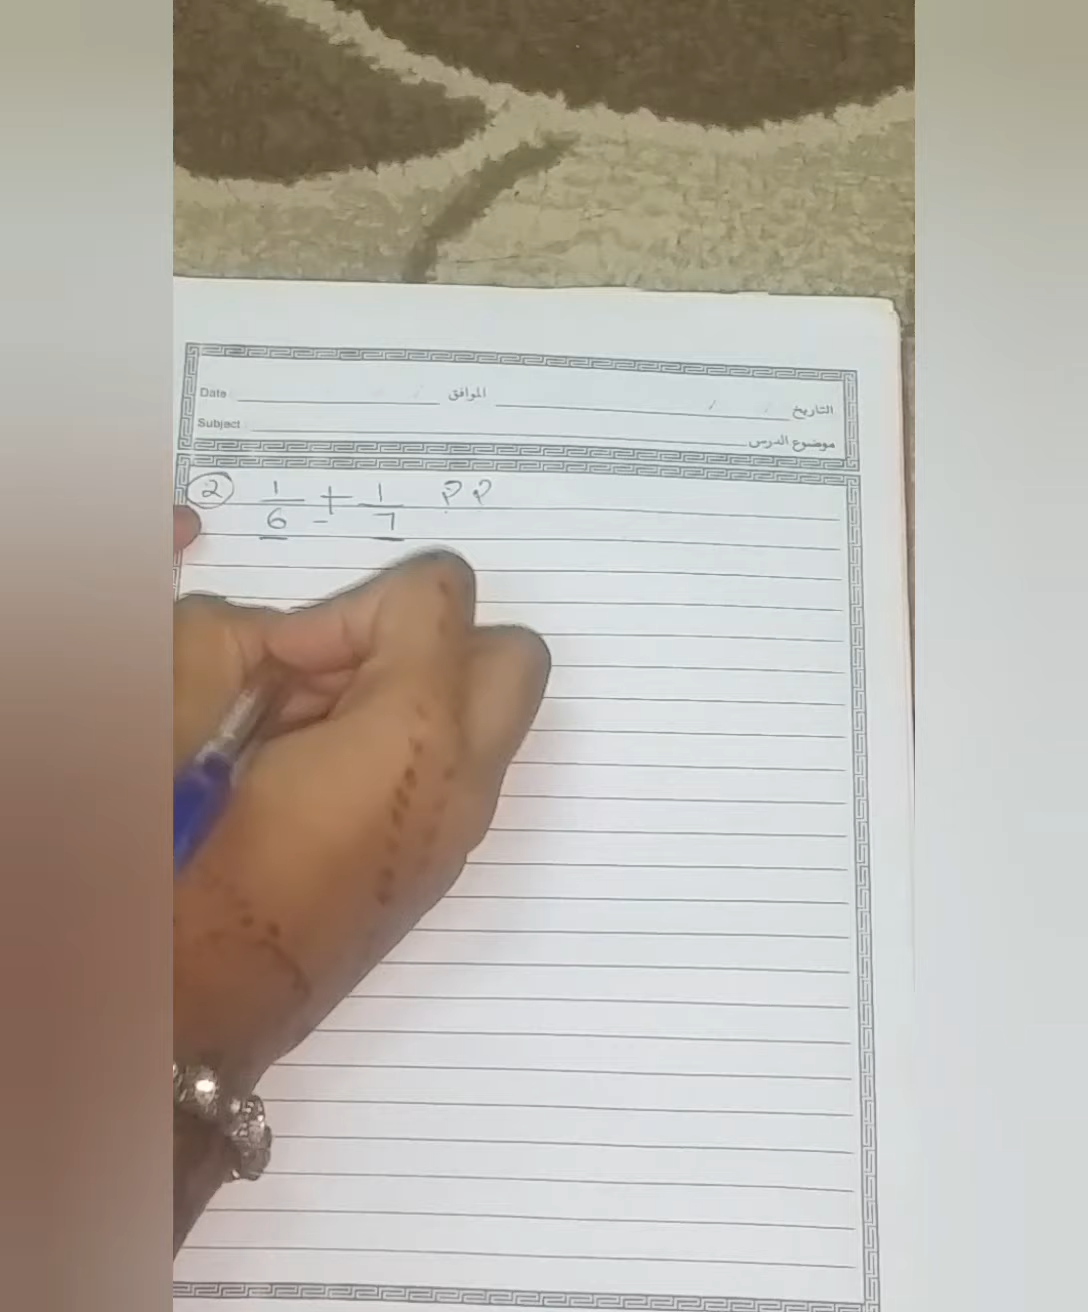 Date الموافق / / التاريخ / /
Subject موضوع الدرس
② 1/6 + 1/7 ??